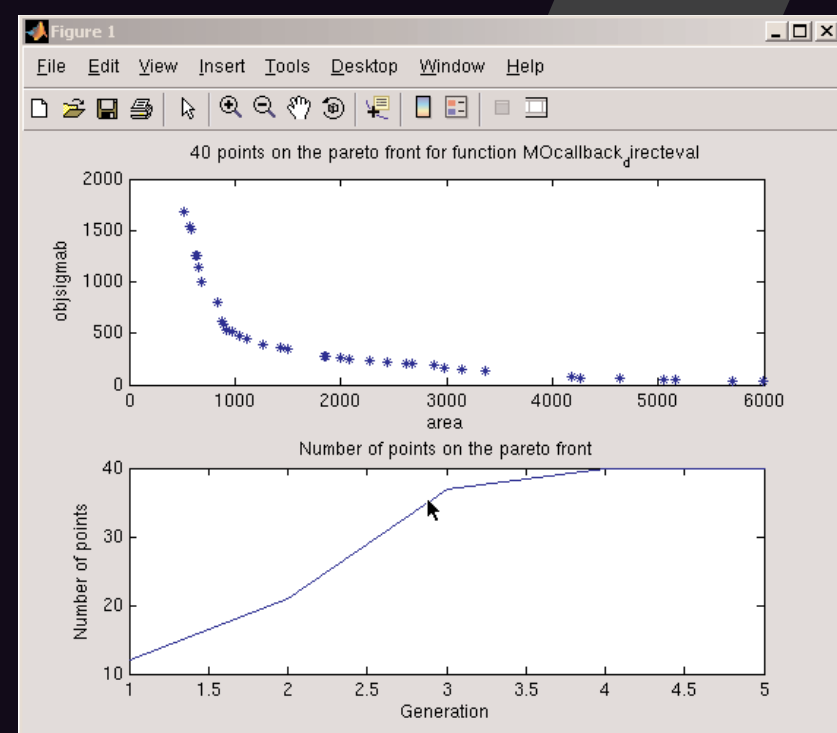 Figure 1
File Edit View Insert Tools Desktop Window Help
40 points on the pareto front for function MOcallback_directeval
2000
1500
1000
500
0
objsigmab
0 1000 2000 3000 4000 5000 6000
area
Number of points on the pareto front
40
30
20
10
Number of points
1 1.5 2 2.5 3 3.5 4 4.5 5
Generation